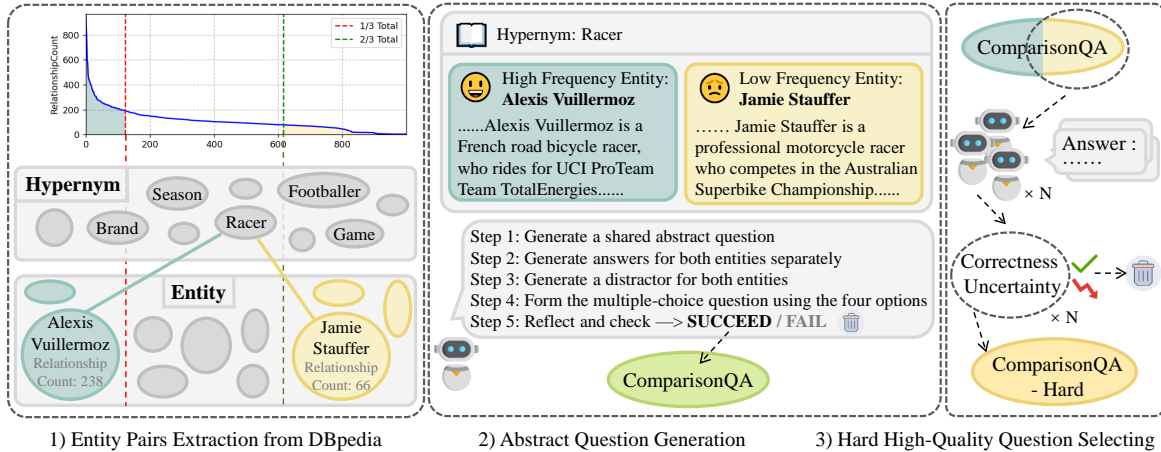 1/3 Total
2/3 Total
RelationshipCount
800
600
400
200
0
0
200
400
600
800
1000
Hypernym
Season
Footballer
Brand
Racer
Game
Entity
Alexis
Vuillermoz
Relationship
Count: 238
Jamie
Stauffer
Relationship
Count: 66
1) Entity Pairs Extraction from DBpedia
Hypernym: Racer
High Frequency Entity:
Alexis Vuillermoz
......Alexis Vuillermoz is a
French road bicycle racer,
who rides for UCI ProTeam
Team TotalEnergies......
Low Frequency Entity:
Jamie Stauffer
...... Jamie Stauffer is a
professional motorcycle racer
who competes in the Australian
Superbike Championship......
Step 1: Generate a shared abstract question
Step 2: Generate answers for both entities separately
Step 3: Generate a distractor for both entities
Step 4: Form the multiple-choice question using the four options
Step 5: Reflect and check —> SUCCEED / FAIL
ComparisonQA
2) Abstract Question Generation
ComparisonQA
Answer :
......
× N
Correctness
Uncertainty
× N
ComparisonQA
- Hard
3) Hard High-Quality Question Selecting